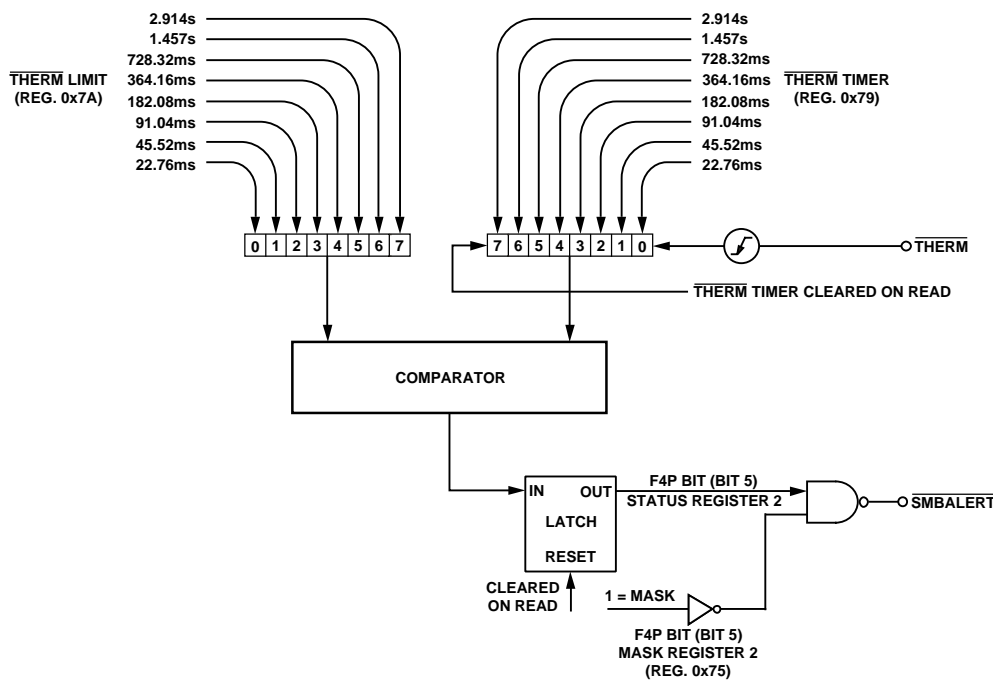 2.914s
1.457s
728.32ms
364.16ms
182.08ms
91.04ms
45.52ms
22.76ms
THERM LIMIT
(REG. 0x7A)
2.914s
1.457s
728.32ms
364.16ms
182.08ms
91.04ms
45.52ms
22.76ms
THERM TIMER
(REG. 0x79)
0 1 2 3 4 5 6 7
7 6 5 4 3 2 1 0
THERM
THERM TIMER CLEARED ON READ
COMPARATOR
IN OUT
LATCH
RESET
F4P BIT (BIT 5)
STATUS REGISTER 2
SMBALERT
CLEARED
ON READ
1 = MASK
F4P BIT (BIT 5)
MASK REGISTER 2
(REG. 0x75)